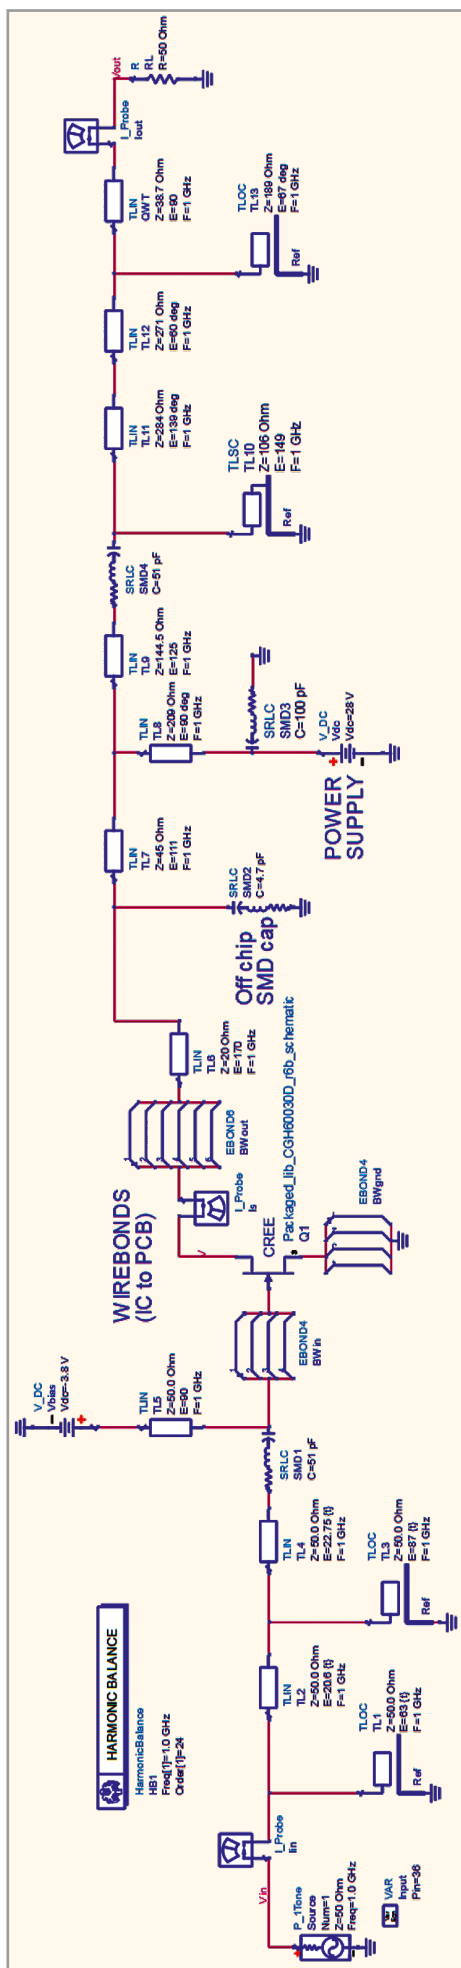 HARMONIC BALANCE
HarmonicBalance
HB1
Freq[1]=1.0 GHz
Order[1]=24
Vin
P_1Tone
Source
Num=1
Z=50 Ohm
Freq=1.0 GHz
VAR
Input
Pin=36
I_Probe
Iin
TLOC
TL1
Z=50.0 Ohm
E=63 {t}
F=1 GHz
Ref
TLIN
TL2
Z=50.0 Ohm
E=20.6 {t}
F=1 GHz
TLOC
TL3
Z=50.0 Ohm
E=87 {t}
F=1 GHz
Ref
TLIN
TL4
Z=50.0 Ohm
E=22.75 {t}
F=1 GHz
SRLC
SMD1
C=51 pF
V_DC
Vbias
Vdc=-3.8 V
TLIN
TL5
Z=50.0 Ohm
E=90
F=1 GHz
EBOND4
BWin
1
2
3
4
CREE
Packaged_lib_CGH60030D_r6b_schematic
Q1
EBOND4
BWgnd
WIREBONDS
(IC to PCB)
I_Probe
Is
EBOND6
BWout
1
2
3
4
5
6
TLIN
TL6
Z=20 Ohm
E=170
F=1 GHz
Off chip
SMD cap
SRLC
SMD2
C=4.7 pF
TLIN
TL7
Z=45 Ohm
E=111
F=1 GHz
TLIN
TL8
Z=209 Ohm
E=90 deg
F=1 GHz
SRLC
SMD3
C=100 pF
POWER
SUPPLY
V_DC
Vdc
Vdc=28 V
TLIN
TL9
Z=144.5 Ohm
E=125
F=1 GHz
SRLC
SMD4
C=51 pF
TLSC
TL10
Z=106 Ohm
E=149
F=1 GHz
Ref
TLIN
TL11
Z=284 Ohm
E=139 deg
F=1 GHz
TLIN
TL12
Z=271 Ohm
E=60 deg
F=1 GHz
TLOC
TL13
Z=189 Ohm
E=67 deg
F=1 GHz
Ref
TLIN
QWT
Z=38.7 Ohm
E=90
F=1 GHz
I_Probe
Iout
Vout
R
RL
R=50 Ohm